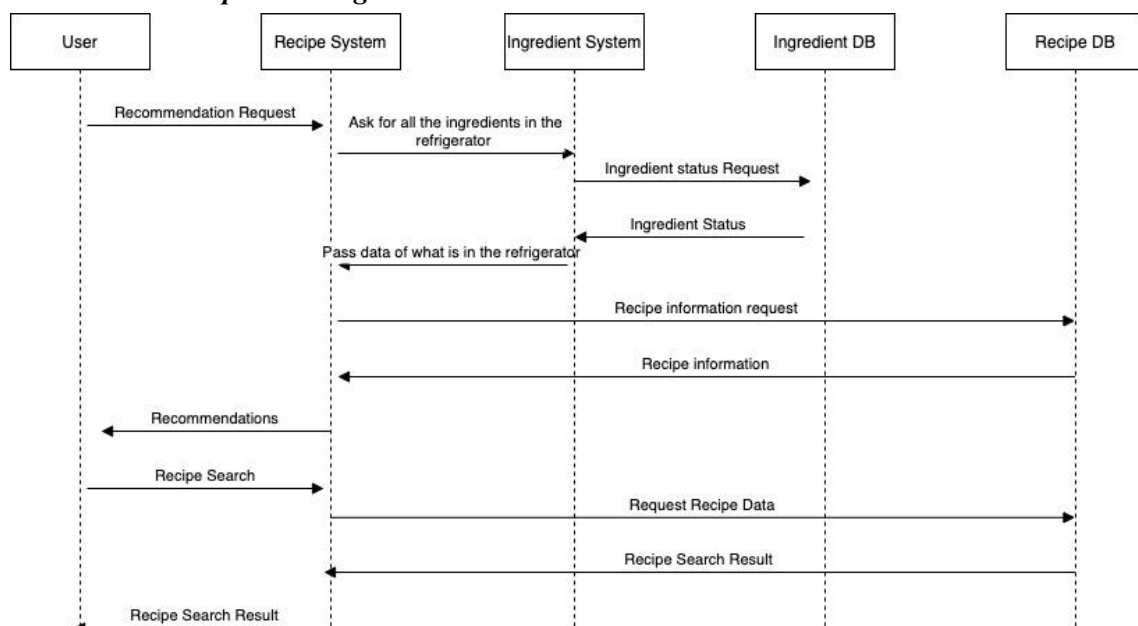 User
Recipe System
Ingredient System
Ingredient DB
Recipe DB
Recommendation Request
Ask for all the ingredients in the
refrigerator
Ingredient status Request
Ingredient Status
Pass data of what is in the refrigerator
Recipe information request
Recipe information
Recommendations
Recipe Search
Request Recipe Data
Recipe Search Result
Recipe Search Result